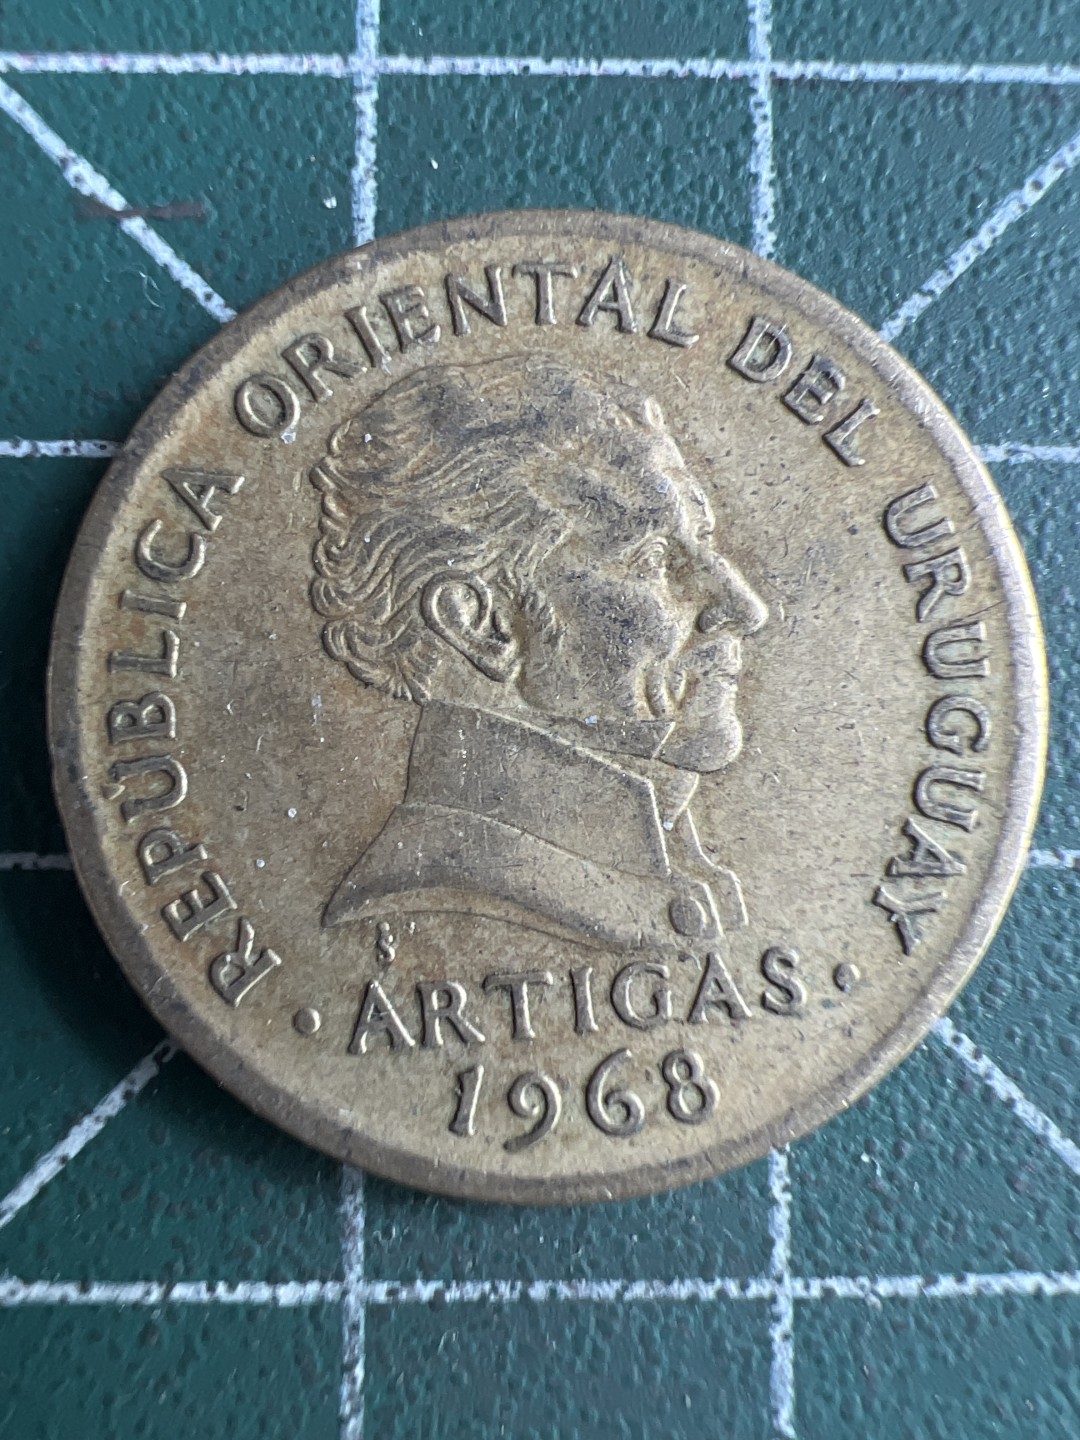 REPÚBLICA ORIENTAL DEL URUGUAY
· ARTIGAS ·
1968